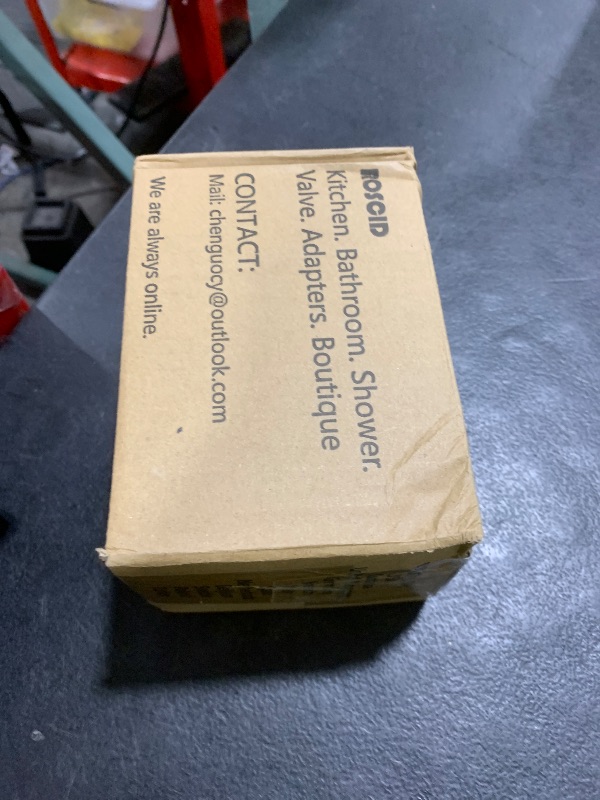 ROSCID
Kitchen. Bathroom. Shower.
Valve. Adapters. Boutique
CONTACT:
Mail: chenguocy@outlook.com
We are always online.